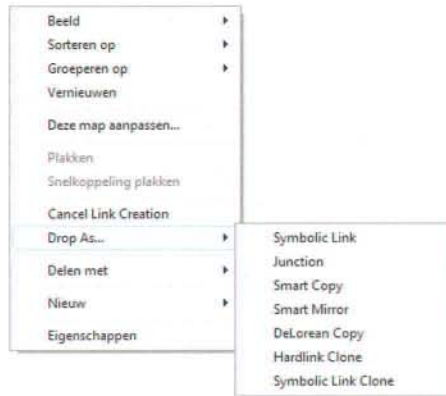 Beeld
Sorteren op
Groeperen op
Vernieuwen
Deze map aanpassen...
Plakken
Snelkoppeling plakken
Cancel Link Creation
Drop As...
Delen met
Nieuw
Eigenschappen
Symbolic Link
Junction
Smart Copy
Smart Mirror
DeLorean Copy
Hardlink Clone
Symbolic Link Clone